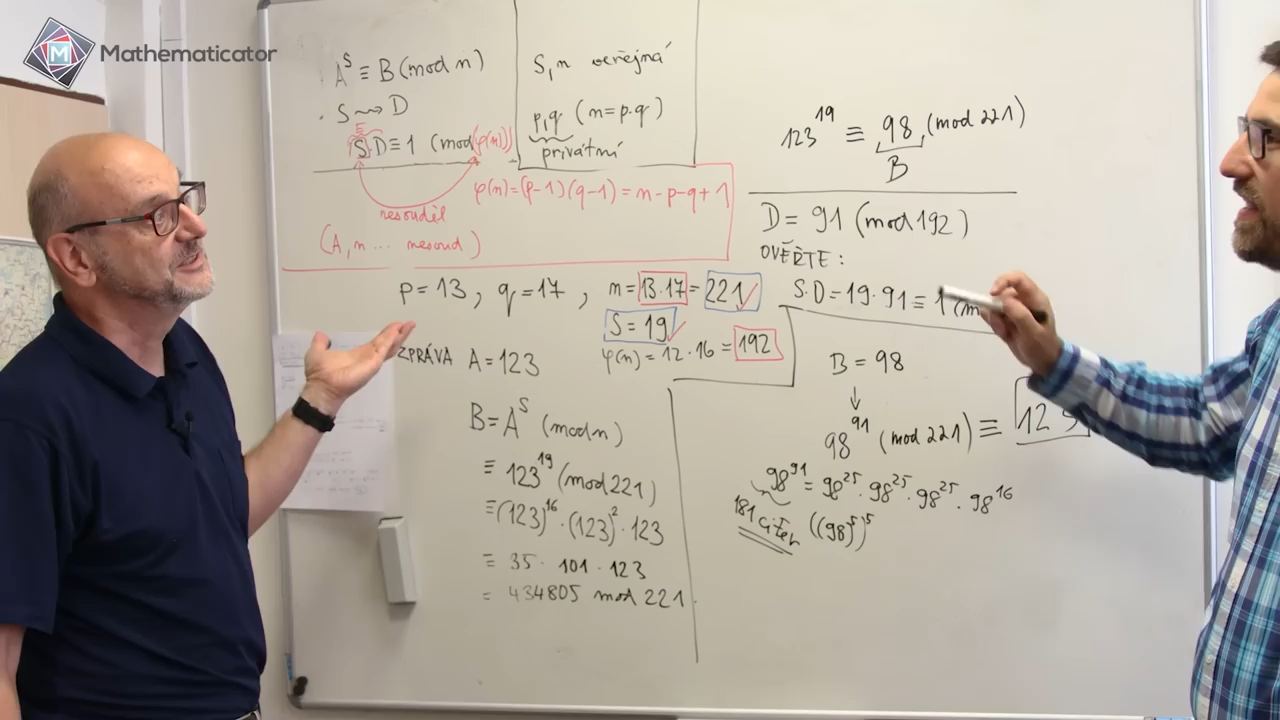 Mathematicator
A^S ≡ B (mod n)
. S ⇝ D
E
S·D ≡ 1 (mod φ(n))
nesouděl
(A, n ... nesoud)
S, n veřejná
p,q (n=p·q)
privátní
φ(n)=(p-1)(q-1) = n-p-q+1
p=13, q=17, n=13·17=221
S=19
φ(n)=12·16=192
ZPRÁVA A=123
B=A^S (mod n)
≡ 123^19 (mod 221)
≡ (123)^16 · (123)^2 · 123
≡ 35 · 101 · 123
= 434805 mod 221
123^19 ≡ 98 (mod 221)
B
D = 91 (mod 192)
OVĚŘTE:
S·D=19·91≡1 (m
B = 98
↓
98^91 (mod 221) ≡ 123
98^91 = 98^25 · 98^25 · 98^25 · 98^16
181 cifer ((98)^5)^5